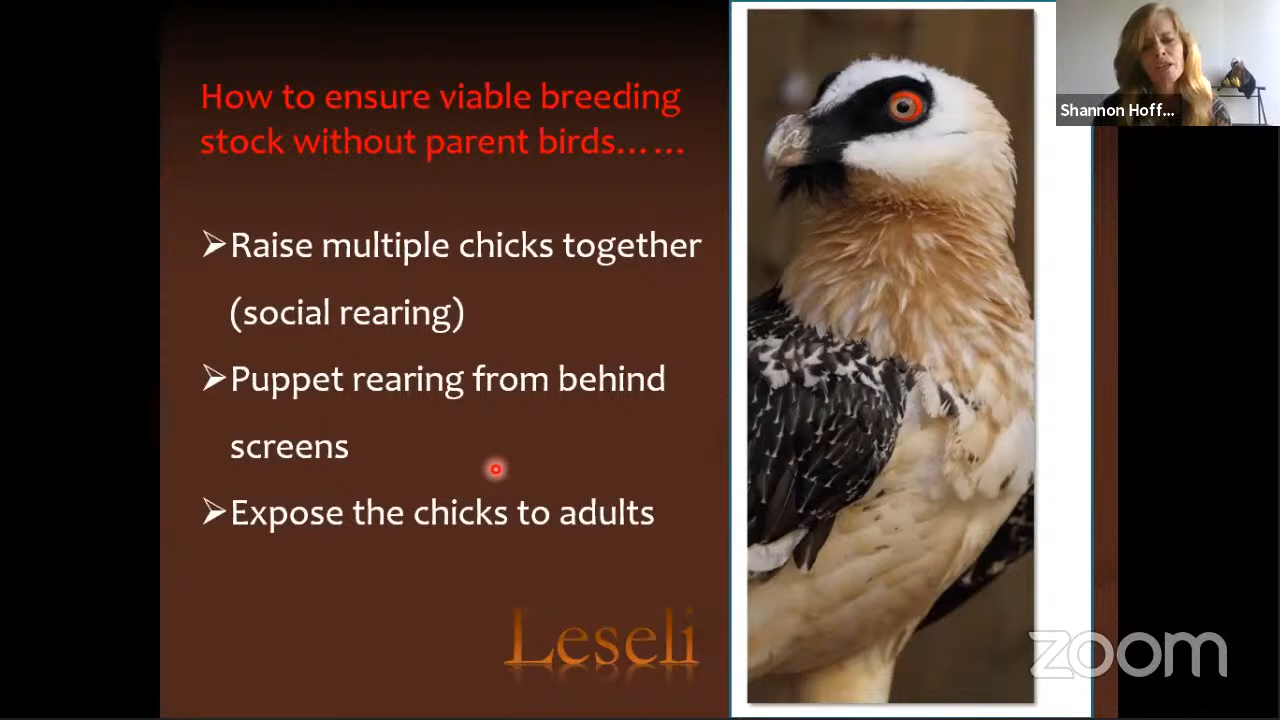 How to ensure viable breeding
stock without parent birds……
➢Raise multiple chicks together
(social rearing)
➢Puppet rearing from behind
screens
➢Expose the chicks to adults
Leseli
Shannon Hoff...
zoom